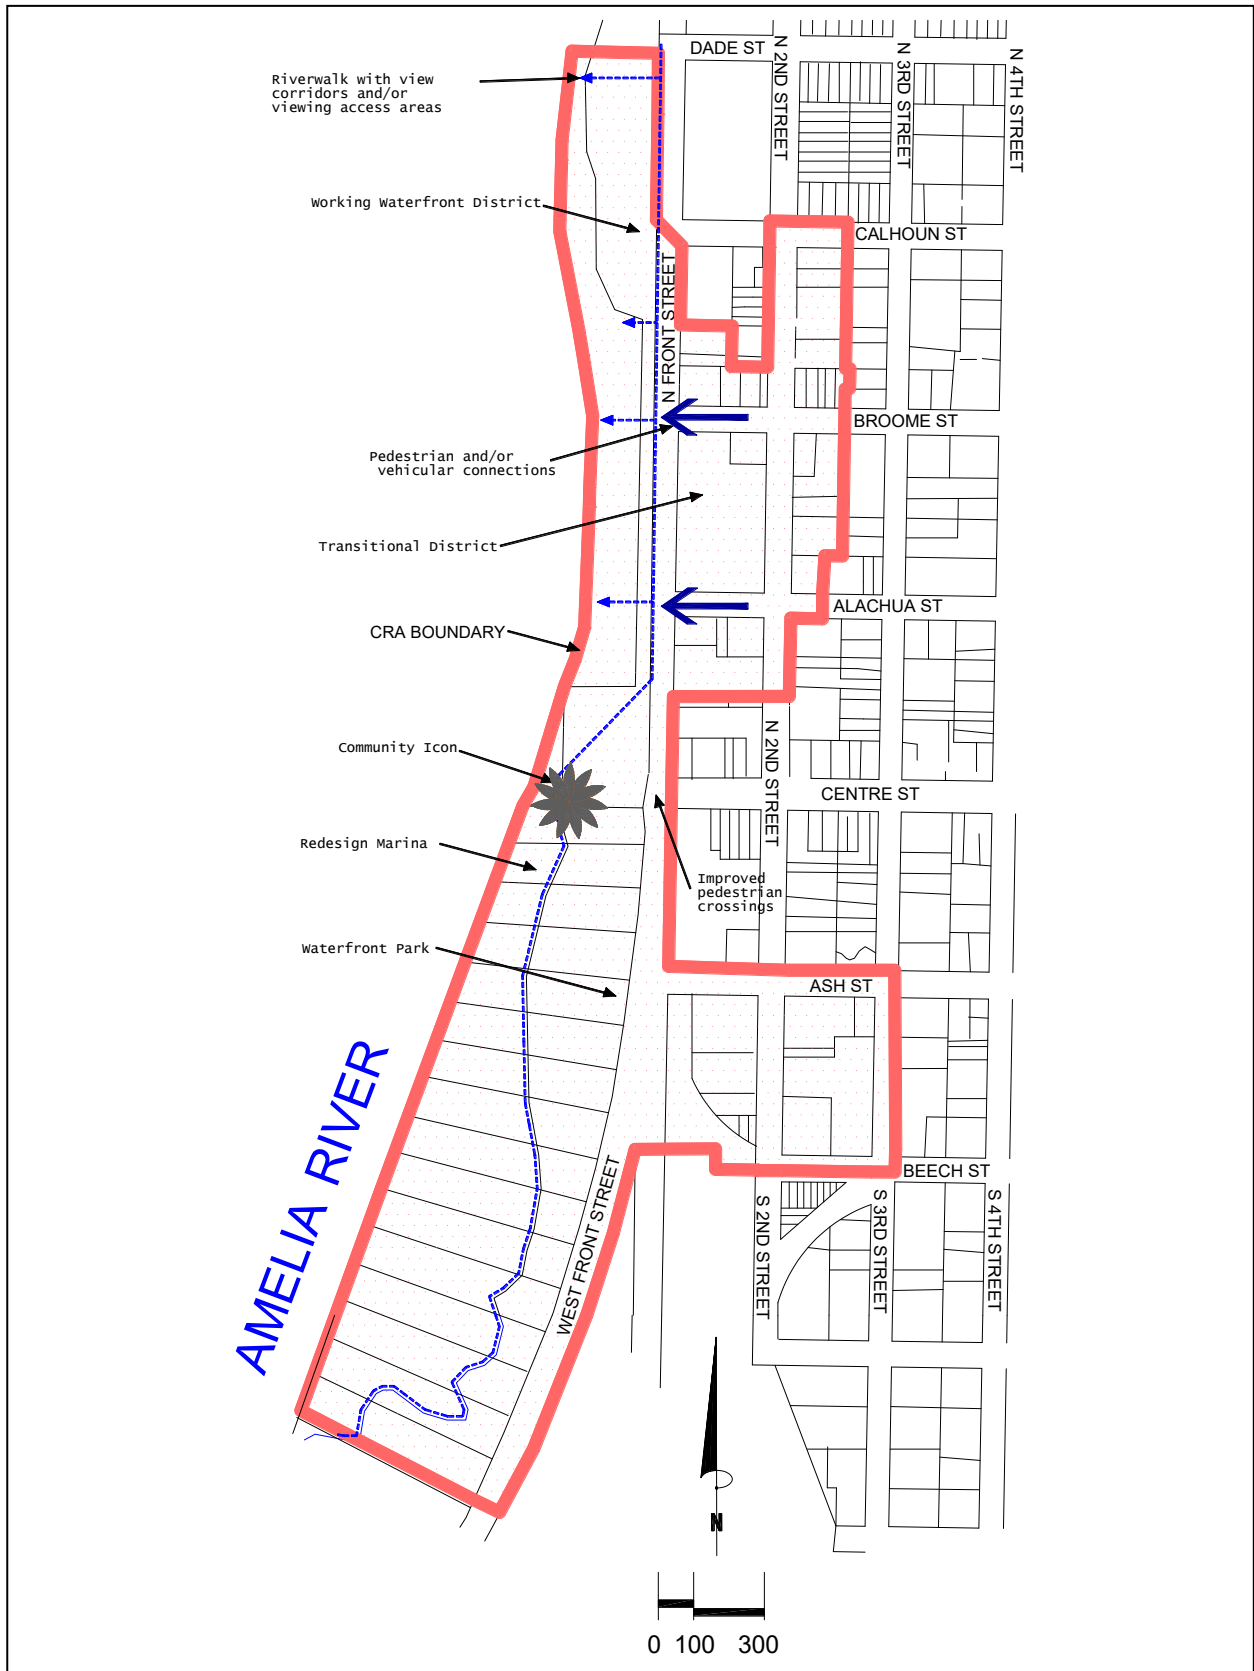 DADE ST
N 2ND STREET
N 3RD STREET
N 4TH STREET
Riverwalk with view
corridors and/or
viewing access areas
Working Waterfront District
CALHOUN ST
N FRONT STREET
BROOME ST
Pedestrian and/or
vehicular connections
Transitional District
ALACHUA ST
CRA BOUNDARY
N 2ND STREET
Community Icon
CENTRE ST
Redesign Marina
Improved
pedestrian
crossings
Waterfront Park
ASH ST
AMELIA RIVER
WEST FRONT STREET
BEECH ST
S 2ND STREET
S 3RD STREET
S 4TH STREET
N
0 100 300